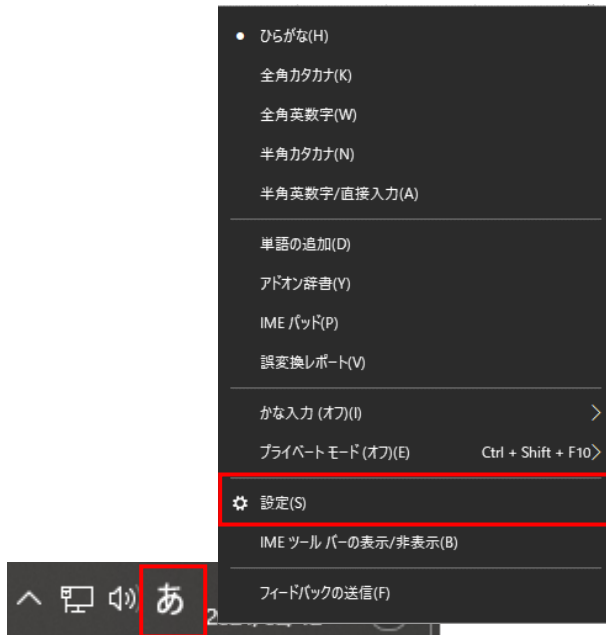 ひらがな(H)
全角カタカナ(K)
全角英数字(W)
半角カタカナ(N)
半角英数字/直接入力(A)
単語の追加(D)
アドオン辞書(Y)
IME パッド(P)
誤変換レポート(V)
かな入力 (オフ)(I)
プライベート モード (オフ)(E) Ctrl + Shift + F10
設定(S)
IME ツール バーの表示/非表示(B)
フィードバックの送信(F)
あ